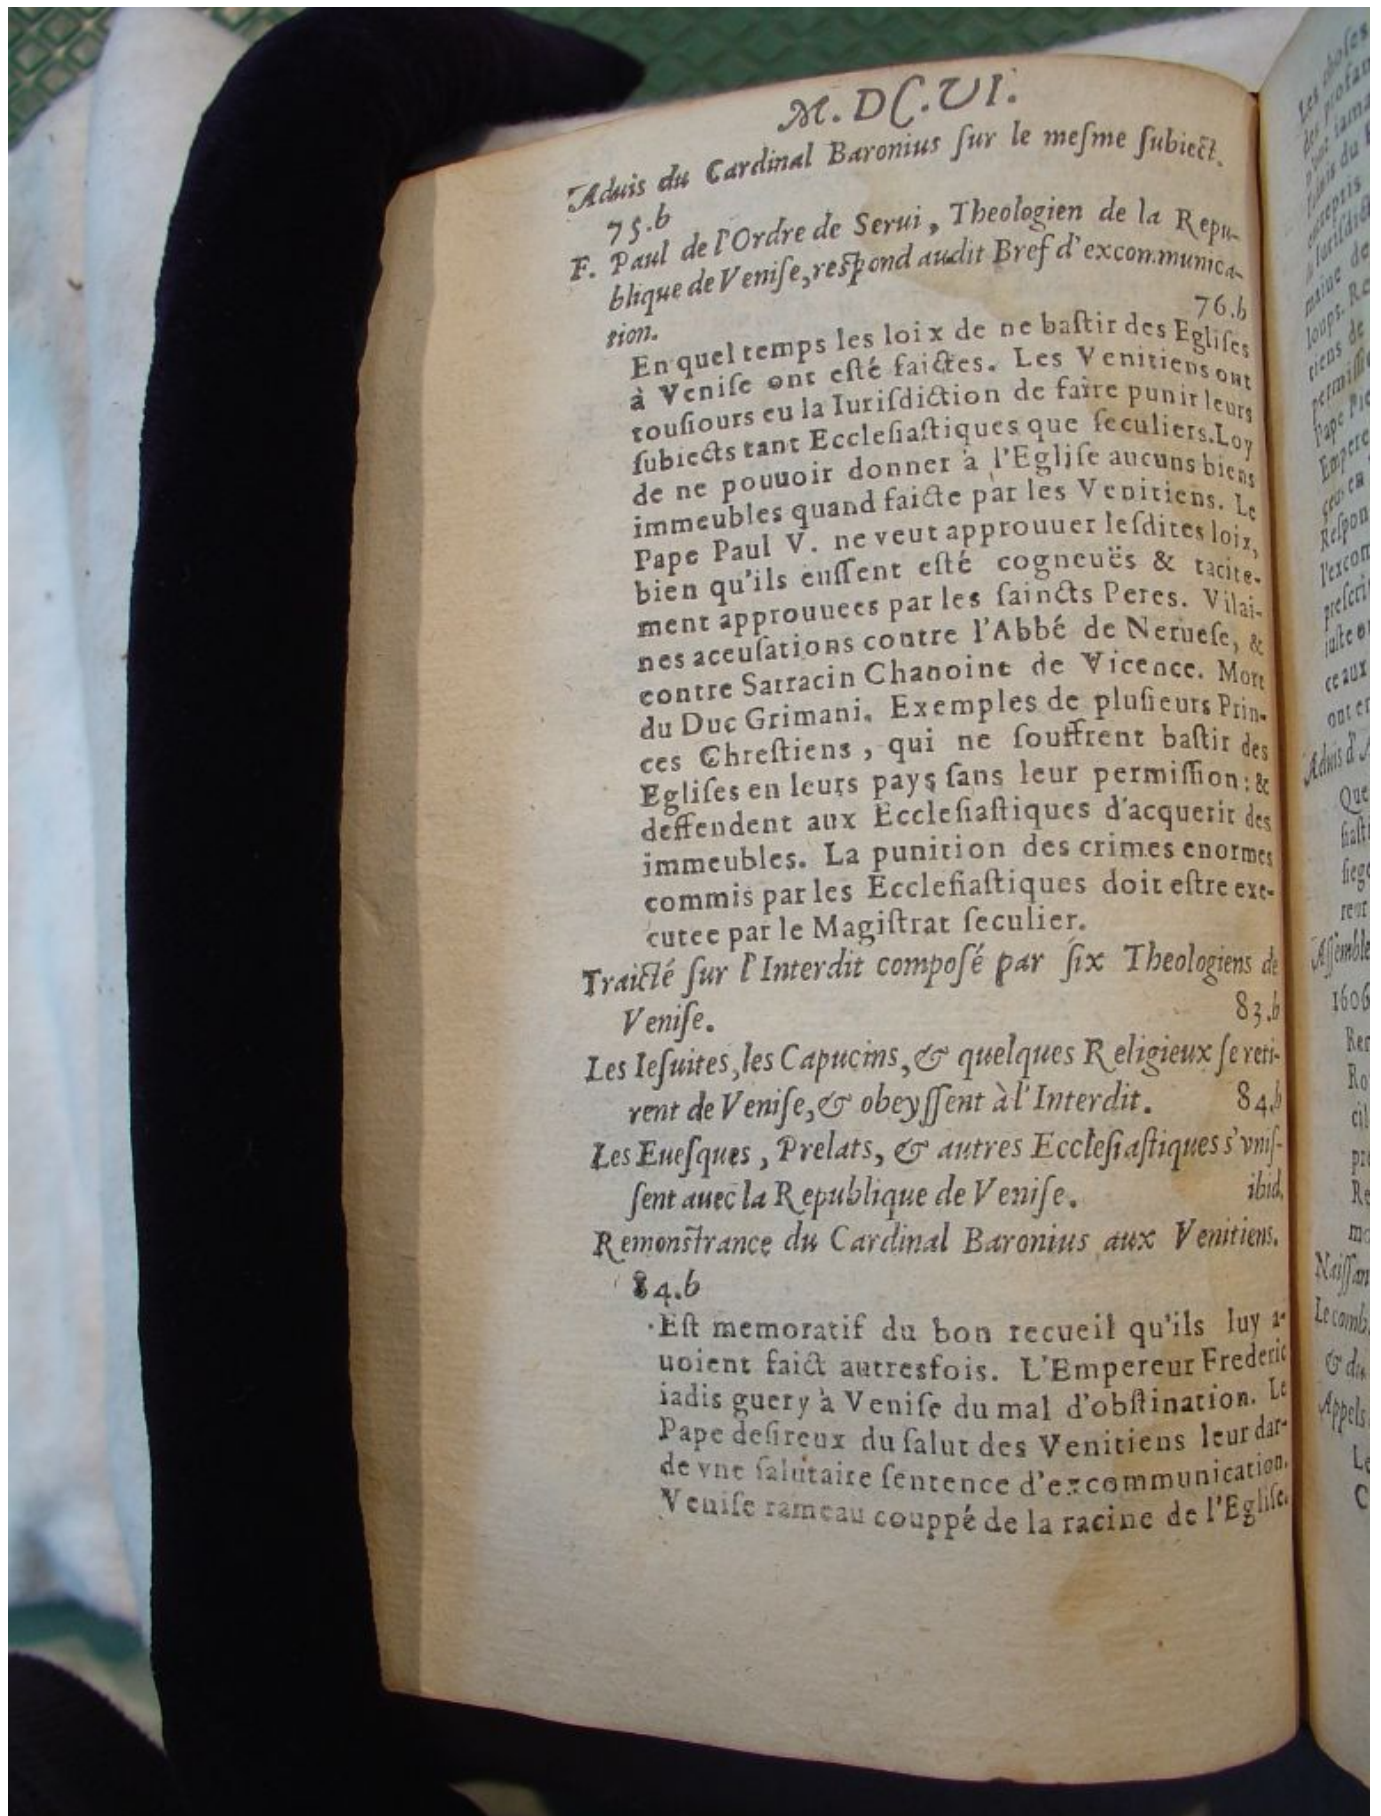 M.DC.VI.
Aduis du Cardinal Baronius ſur le meſme ſubiect.
75.b
F. Paul de l'Ordre de Serui, Theologien de la Repu-
blique de Veniſe, reſpond audit Bref d'excommunica-
tion. 76.b
En quel temps les loix de ne baſtir des Egliſes
à Veniſe ont eſté faictes. Les Venitiens ont
touſiours eu la Iuriſdiction de faire punir leurs
ſubiects tant Eccleſiaſtiques que ſeculiers. Loy
de ne pouuoir donner à l'Egliſe aucuns biens
immeubles quand faicte par les Venitiens. Le
Pape Paul V. ne veut approuuer leſdites loix,
bien qu'ils euſſent eſté cogneuës & tacite-
ment approuuees par les ſaincts Peres. Vilai-
nes aceuſations contre l'Abbé de Neruese, &
contre Sarracin Chanoine de Vicence. Mort
du Duc Grimani. Exemples de pluſieurs Prin-
ces Chreſtiens, qui ne ſouffrent baſtir des
Egliſes en leurs pays ſans leur permiſſion: &
deffendent aux Eccleſiaſtiques d'acquerir des
immeubles. La punition des crimes enormes
commis par les Eccleſiaſtiques doit eſtre exe-
cutee par le Magiſtrat ſeculier.
Traicté ſur l'Interdit compoſé par ſix Theologiens de
Veniſe. 83.b
Les Ieſuites, les Capucins, & quelques Religieux ſe reti-
rent de Veniſe, & obeyſſent à l'Interdit. 84.b
Les Eueſques, Prelats, & autres Eccleſiaſtiques s'vniſ-
ſent auec la Republique de Veniſe. ibid.
Remonſtrance du Cardinal Baronius aux Venitiens.
84.b
Eſt memoratif du bon recueil qu'ils luy a-
uoient faict autresfois. L'Empereur Frederic
iadis guery à Veniſe du mal d'obſtination. Le
Pape deſireux du ſalut des Venitiens leur dar-
de vne ſalutaire ſentence d'excommunication.
Veniſe rameau couppé de la racine de l'Egliſe.